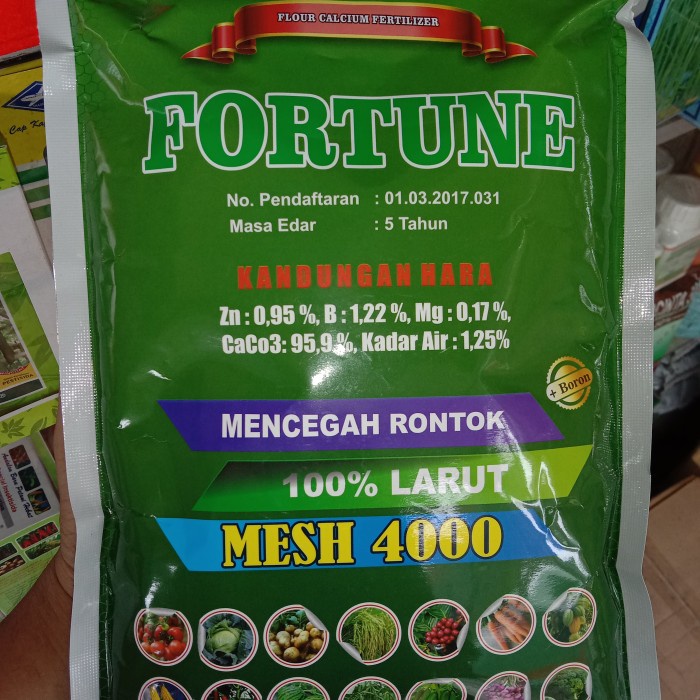 FLOUR CALCIUM FERTILIZER
FORTUNE
No. Pendaftaran : 01.03.2017.031
Masa Edar : 5 Tahun
KANDUNGAN HARA
Zn : 0,95 %, B : 1,22 %, Mg : 0,17 %,
CaCo3: 95,9 %, Kadar Air : 1,25%
+ Boron
MENCEGAH RONTOK
100% LARUT
MESH 4000
Cap